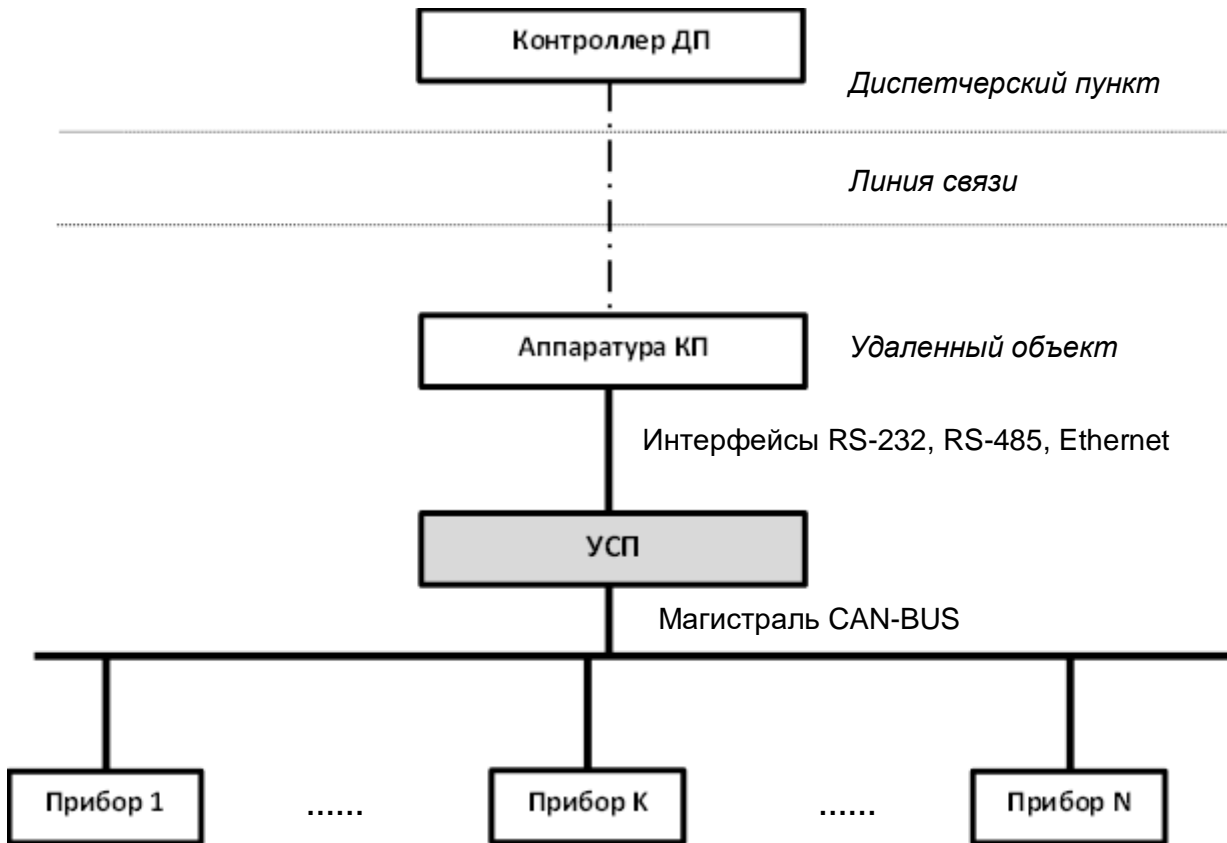 Контроллер ДП
Диспетчерский пункт
Линия связи
Аппаратура КП
Удаленный объект
Интерфейсы RS-232, RS-485, Ethernet
УСП
Магистраль CAN-BUS
Прибор 1
......
Прибор К
......
Прибор N